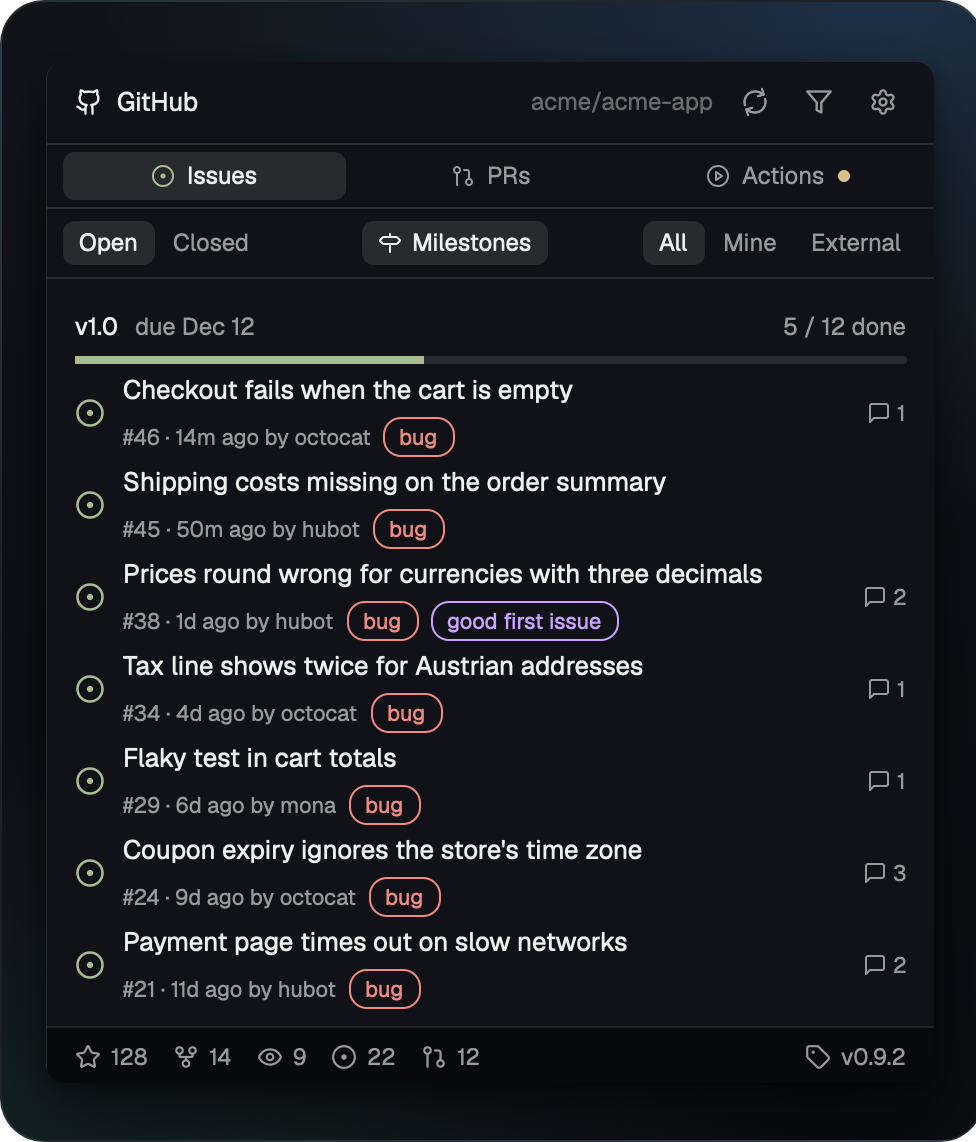 GitHub acme/acme-app
Issues PRs Actions
Open Closed Milestones All Mine External
v1.0 due Dec 12 5 / 12 done
Checkout fails when the cart is empty
#46 · 14m ago by octocat bug 1
Shipping costs missing on the order summary
#45 · 50m ago by hubot bug
Prices round wrong for currencies with three decimals
#38 · 1d ago by hubot bug good first issue 2
Tax line shows twice for Austrian addresses
#34 · 4d ago by octocat bug 1
Flaky test in cart totals
#29 · 6d ago by mona bug 1
Coupon expiry ignores the store's time zone
#24 · 9d ago by octocat bug 3
Payment page times out on slow networks
#21 · 11d ago by hubot bug 2
128 14 9 22 12 v0.9.2